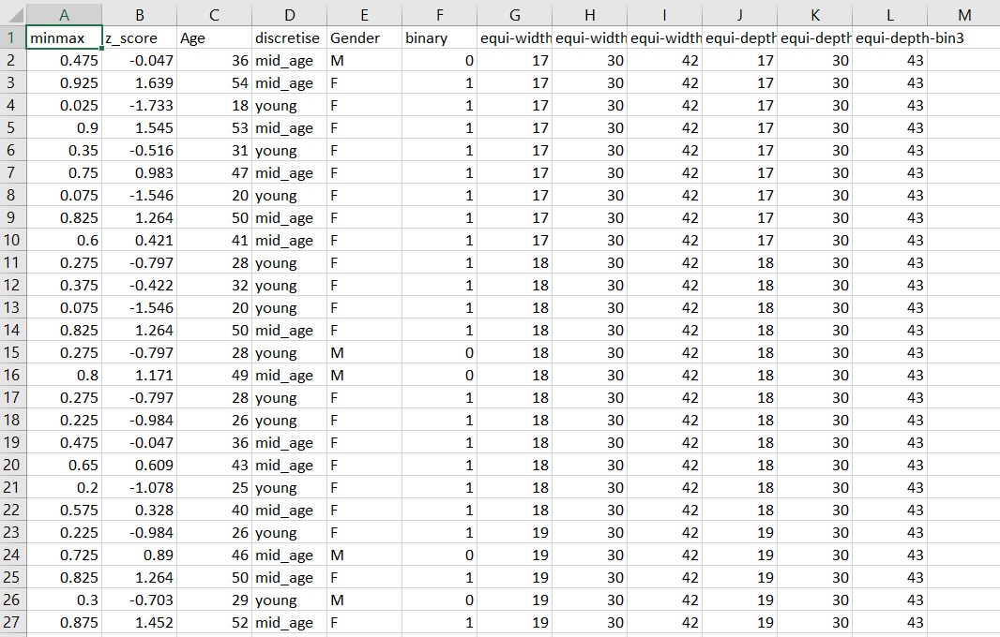 A B C D E F G H I J K L M
1 minmax z_score Age discretise Gender binary equi-width equi-width equi-width equi-depth equi-depth equi-depth-bin3
2 0.475 -0.047 36 mid_age M 0 17 30 42 17 30 43
3 0.925 1.639 54 mid_age F 1 17 30 42 17 30 43
4 0.025 -1.733 18 young F 1 17 30 42 17 30 43
5 0.9 1.545 53 mid_age F 1 17 30 42 17 30 43
6 0.35 -0.516 31 young F 1 17 30 42 17 30 43
7 0.75 0.983 47 mid_age F 1 17 30 42 17 30 43
8 0.075 -1.546 20 young F 1 17 30 42 17 30 43
9 0.825 1.264 50 mid_age F 1 17 30 42 17 30 43
10 0.6 0.421 41 mid_age F 1 17 30 42 17 30 43
11 0.275 -0.797 28 young F 1 18 30 42 18 30 43
12 0.375 -0.422 32 young F 1 18 30 42 18 30 43
13 0.075 -1.546 20 young F 1 18 30 42 18 30 43
14 0.825 1.264 50 mid_age F 1 18 30 42 18 30 43
15 0.275 -0.797 28 young M 0 18 30 42 18 30 43
16 0.8 1.171 49 mid_age M 0 18 30 42 18 30 43
17 0.275 -0.797 28 young F 1 18 30 42 18 30 43
18 0.225 -0.984 26 young F 1 18 30 42 18 30 43
19 0.475 -0.047 36 mid_age F 1 18 30 42 18 30 43
20 0.65 0.609 43 mid_age F 1 18 30 42 18 30 43
21 0.2 -1.078 25 young F 1 18 30 42 18 30 43
22 0.575 0.328 40 mid_age F 1 18 30 42 18 30 43
23 0.225 -0.984 26 young F 1 19 30 42 19 30 43
24 0.725 0.89 46 mid_age M 0 19 30 42 19 30 43
25 0.825 1.264 50 mid_age F 1 19 30 42 19 30 43
26 0.3 -0.703 29 young M 0 19 30 42 19 30 43
27 0.875 1.452 52 mid_age F 1 19 30 42 19 30 43